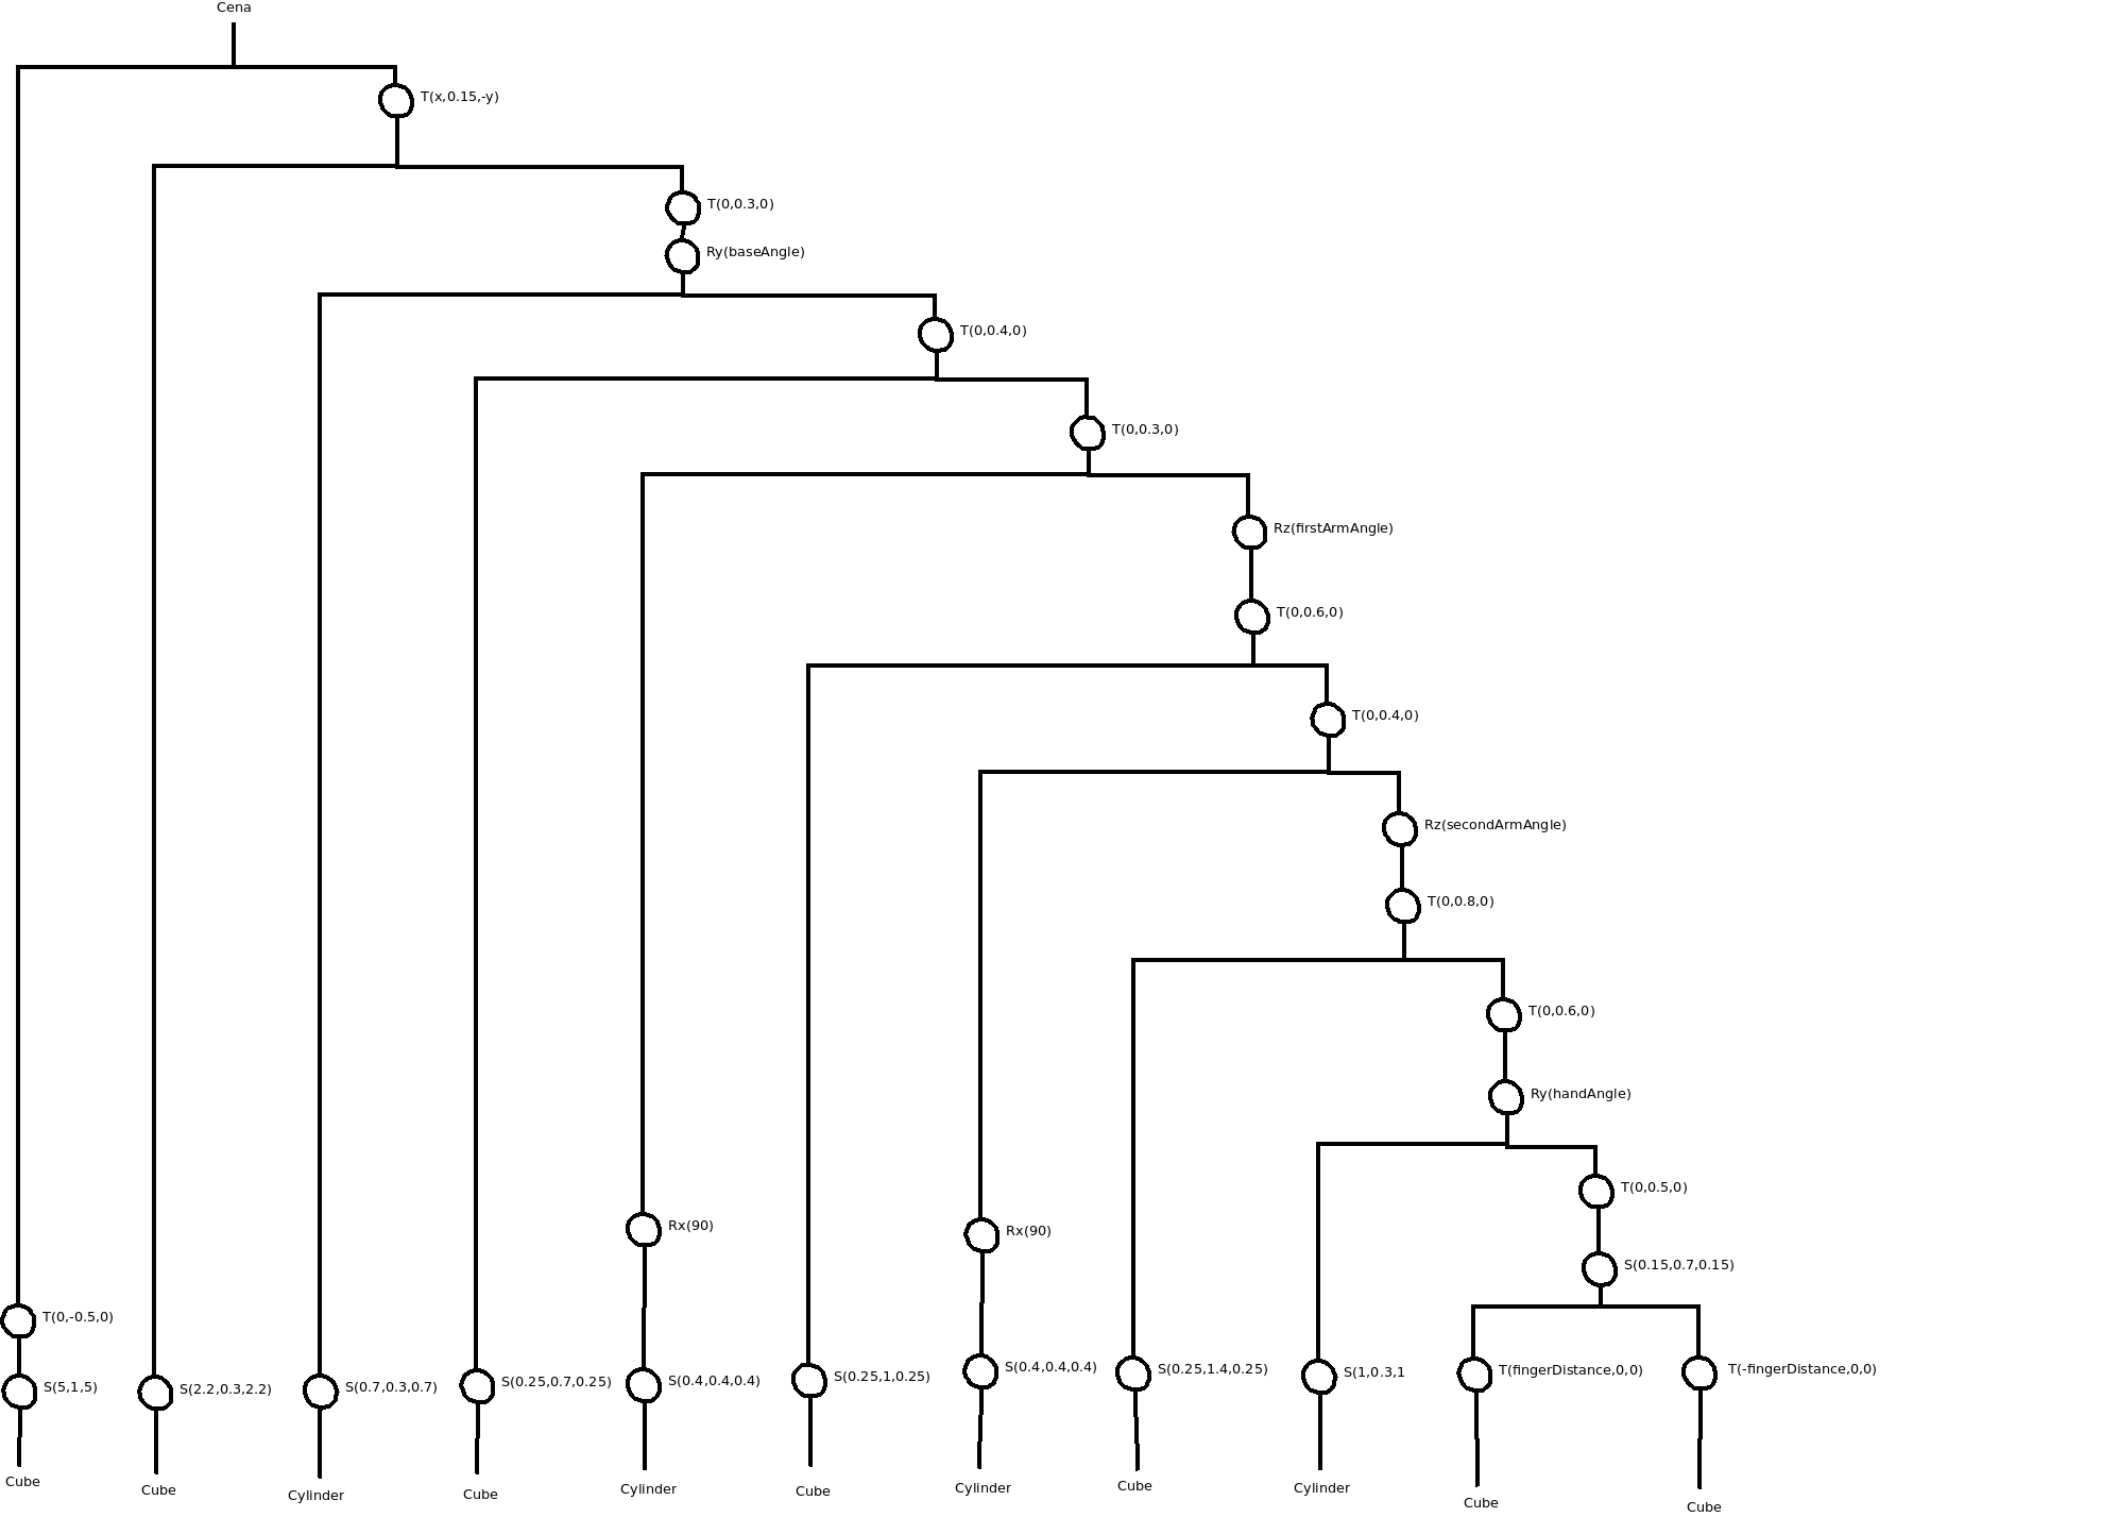 Cena
T(x,0.15,-y)
T(0,0.3,0)
Ry(baseAngle)
T(0,0.4,0)
T(0,0.3,0)
Rz(firstArmAngle)
T(0,0.6,0)
T(0,0.4,0)
Rz(secondArmAngle)
T(0,0.8,0)
T(0,0.6,0)
Ry(handAngle)
T(0,0.5,0)
Rx(90)
Rx(90)
S(0.15,0.7,0.15)
T(0,-0.5,0)
S(5,1,5)
S(2.2,0.3,2.2)
S(0.7,0.3,0.7)
S(0.25,0.7,0.25)
S(0.4,0.4,0.4)
S(0.25,1,0.25)
S(0.4,0.4,0.4)
S(0.25,1.4,0.25)
S(1,0.3,1
T(fingerDistance,0,0)
T(-fingerDistance,0,0)
Cube
Cube
Cylinder
Cube
Cylinder
Cube
Cylinder
Cube
Cylinder
Cube
Cube